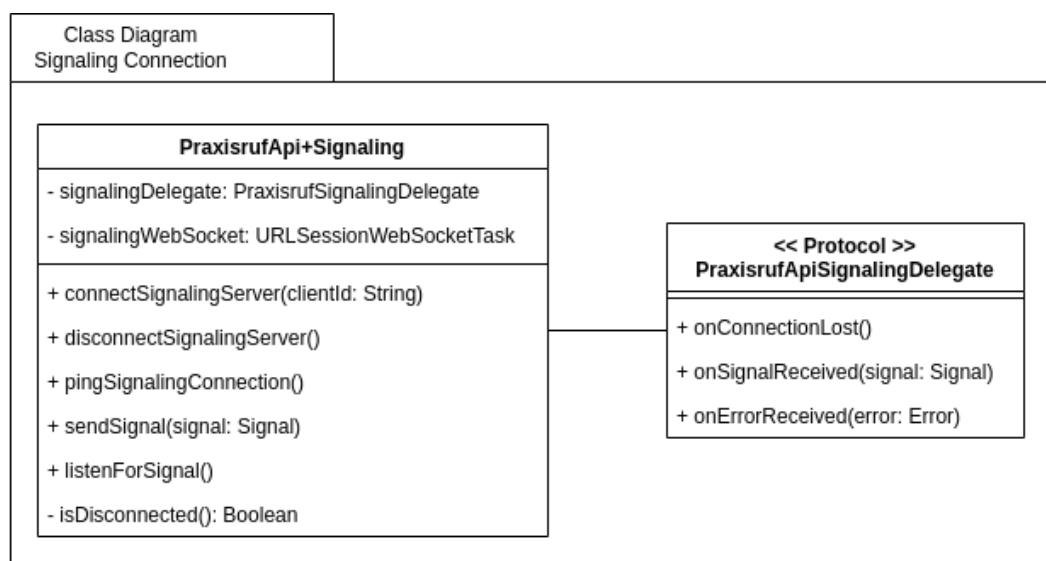 Class Diagram
Signaling Connection
PraxisrufApi+Signaling
- signalingDelegate: PraxisrufSignalingDelegate
- signalingWebSocket: URLSessionWebSocketTask
+ connectSignalingServer(clientId: String)
+ disconnectSignalingServer()
+ pingSignalingConnection()
+ sendSignal(signal: Signal)
+ listenForSignal()
- isDisconnected(): Boolean
<< Protocol >>
PraxisrufApiSignalingDelegate
+ onConnectionLost()
+ onSignalReceived(signal: Signal)
+ onErrorReceived(error: Error)